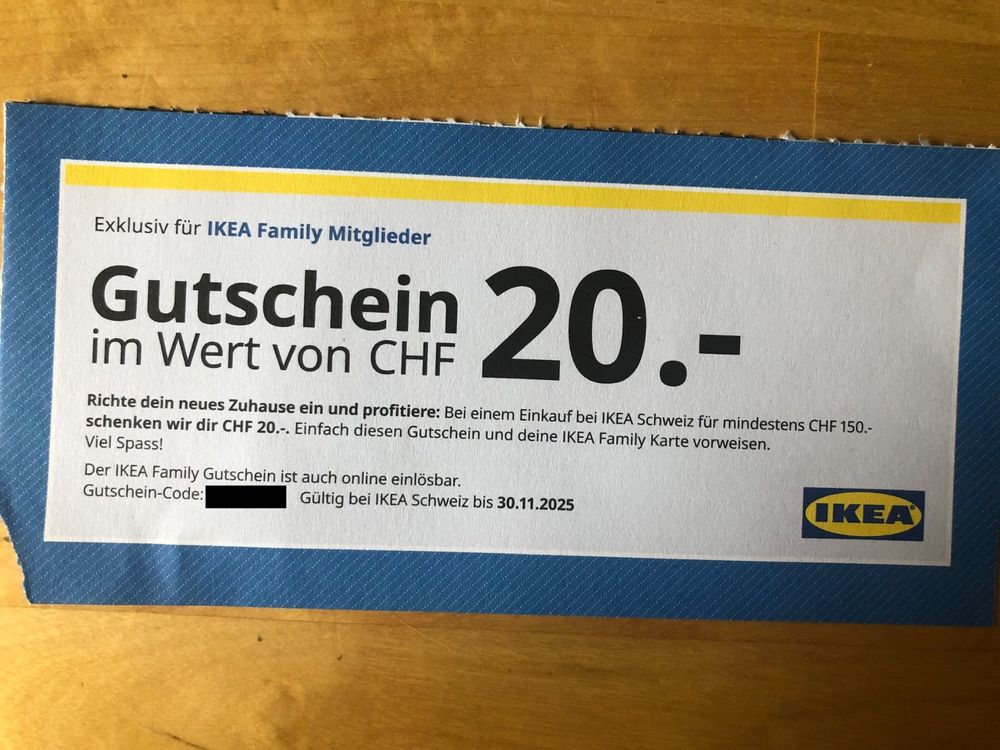 Exklusiv für IKEA Family Mitglieder
Gutschein 20.-
im Wert von CHF
Richte dein neues Zuhause ein und profitiere: Bei einem Einkauf bei IKEA Schweiz für mindestens CHF 150.-
schenken wir dir CHF 20.-. Einfach diesen Gutschein und deine IKEA Family Karte vorweisen.
Viel Spass!
Der IKEA Family Gutschein ist auch online einlösbar.
Gutschein-Code: Gültig bei IKEA Schweiz bis 30.11.2025
IKEA®